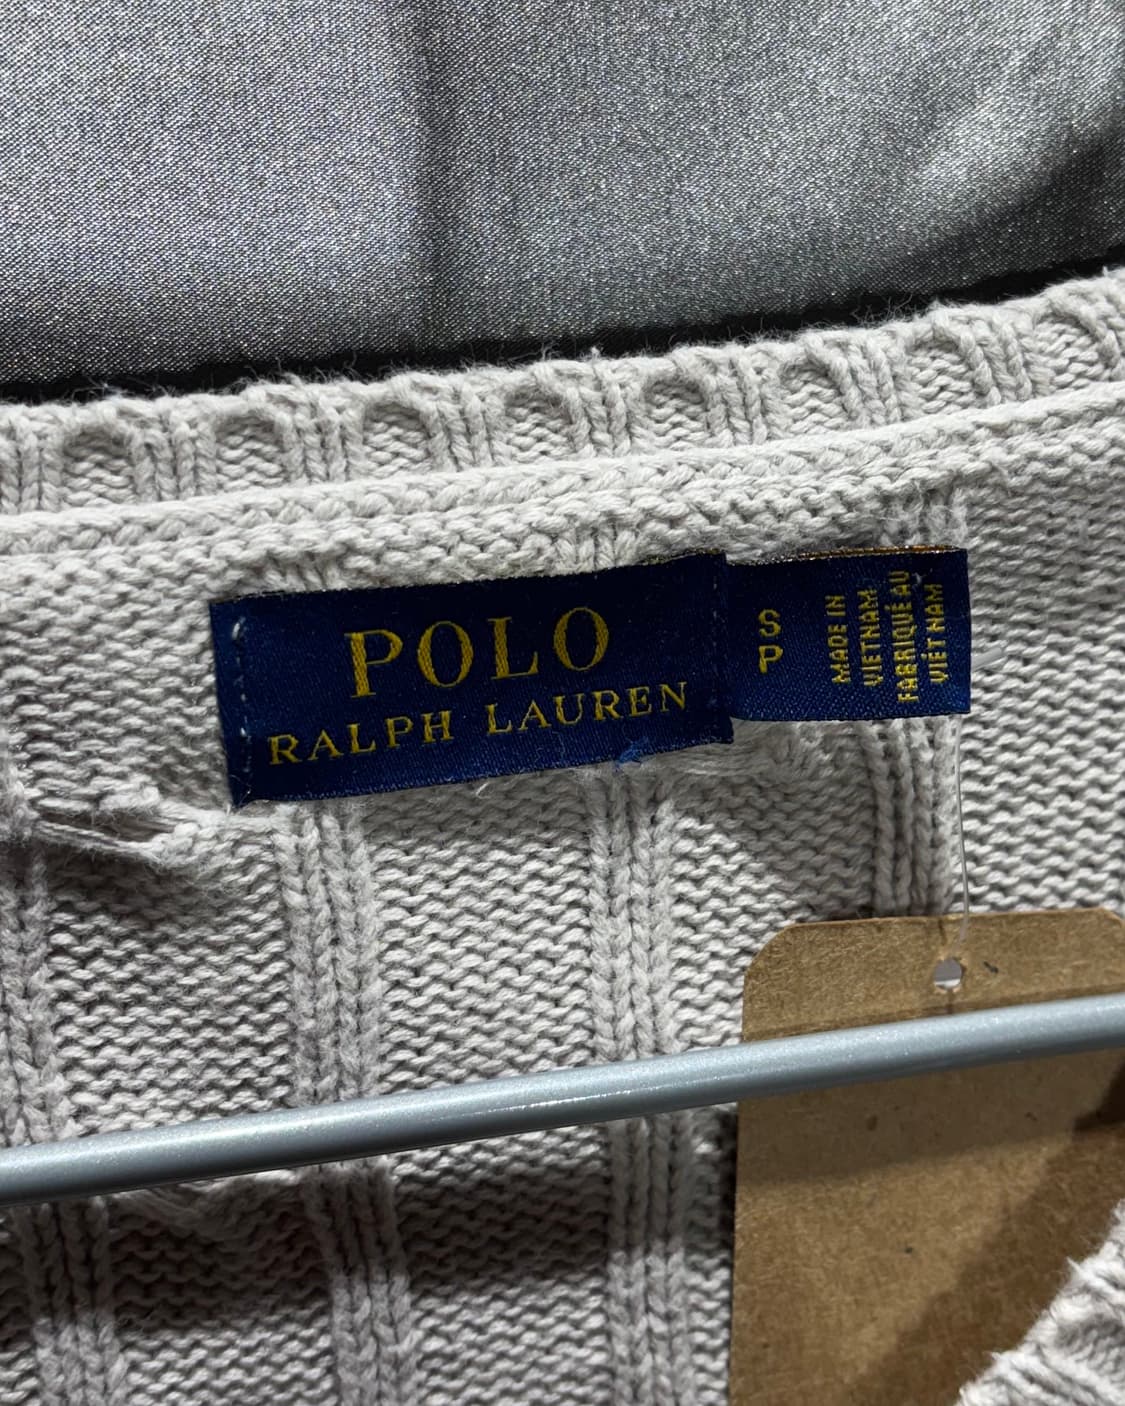 POLO
RALPH LAUREN
S
P
MADE IN
VIETNAM
FABRIQUÉ AU
VIETNAM